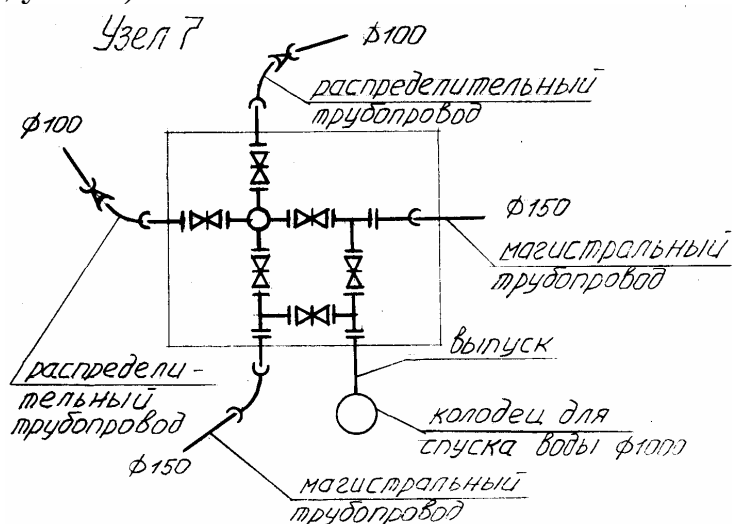 Узел 7
ф100
распределительный
трубопровод
ф100
ф150
магистральный
трубопровод
выпуск
распредели-
тельный
трубопровод
колодец для
спуска воды ф1000
ф150
магистральный
трубопровод